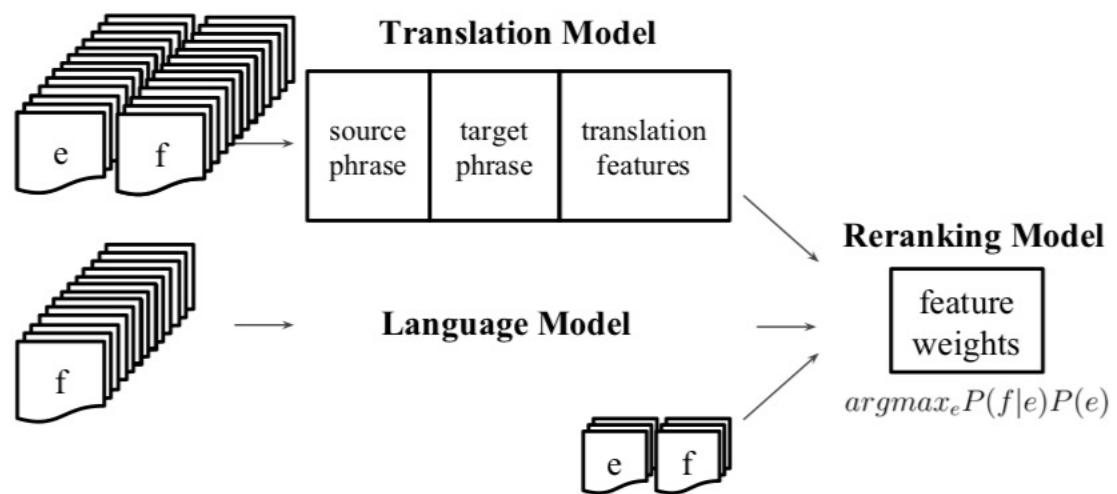 Translation Model
e
f
source
phrase
target
phrase
translation
features
Reranking Model
f
Language Model
feature
weights
argmax_e P(f|e)P(e)
e
f